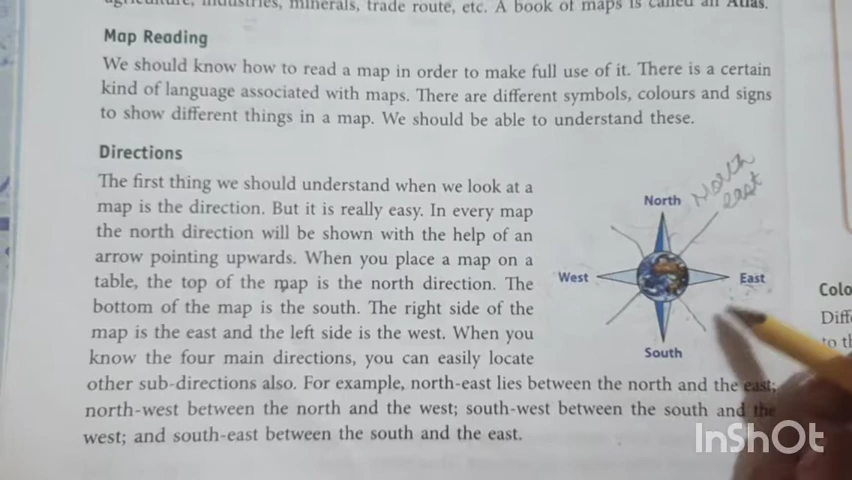 agriculture, industries, minerals, trade route, etc. A book of maps is called an Atlas.
Map Reading
We should know how to read a map in order to make full use of it. There is a certain
kind of language associated with maps. There are different symbols, colours and signs
to show different things in a map. We should be able to understand these.
Directions
The first thing we should understand when we look at a
map is the direction. But it is really easy. In every map
the north direction will be shown with the help of an
arrow pointing upwards. When you place a map on a
table, the top of the map is the north direction. The
bottom of the map is the south. The right side of the
map is the east and the left side is the west. When you
know the four main directions, you can easily locate
other sub-directions also. For example, north-east lies between the north and the east;
north-west between the north and the west; south-west between the south and the
west; and south-east between the south and the east.
North
North
east
West
East
South
Colo
Diff
to th
InShOt